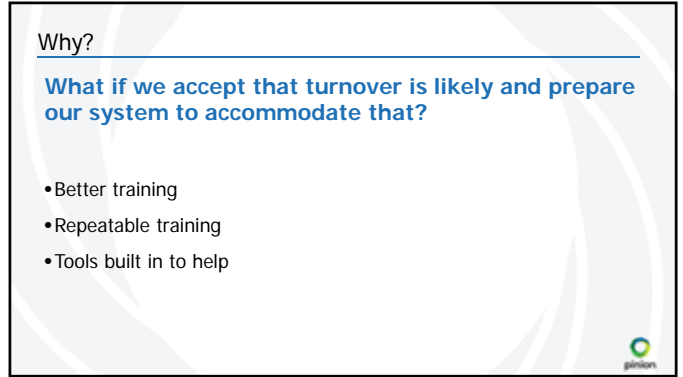 Why?
What if we accept that turnover is likely and prepare
our system to accommodate that?
•Better training
•Repeatable training
•Tools built in to help
pinion